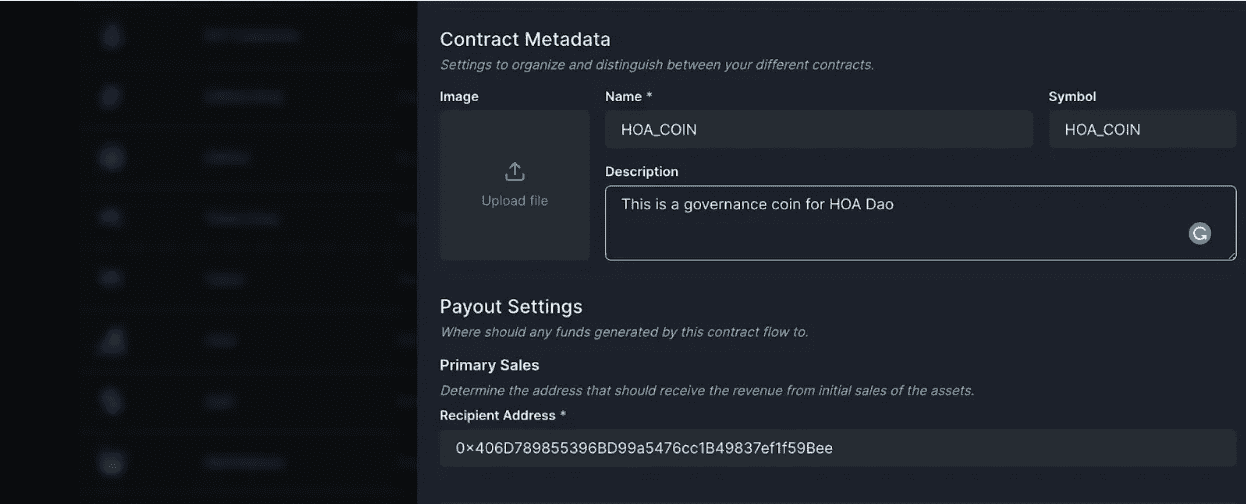 Contract Metadata
Settings to organize and distinguish between your different contracts.
Image
Name *
Symbol
HOA_COIN
HOA_COIN
Upload file
Description
This is a governance coin for HOA Dao
Payout Settings
Where should any funds generated by this contract flow to.
Primary Sales
Determine the address that should receive the revenue from initial sales of the assets.
Recipient Address *
0x406D789855396BD99a5476cc1B49837ef1f59Bee